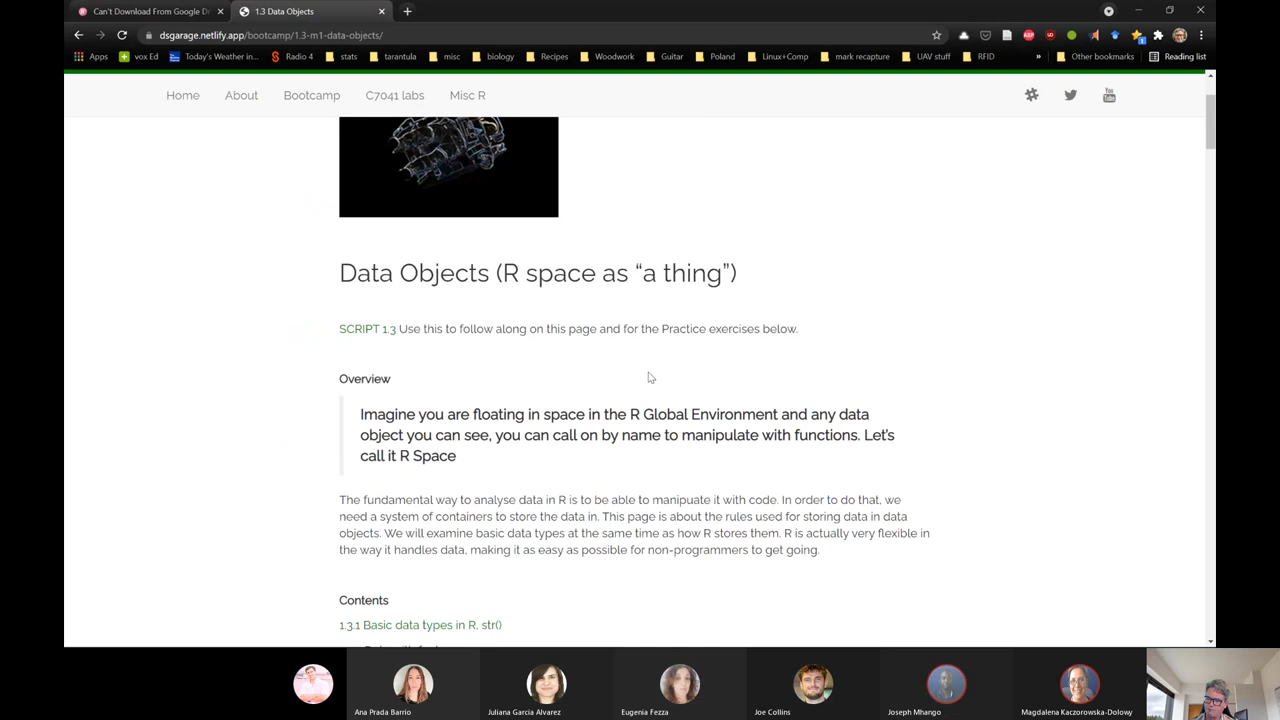 Can't Download From Google D
1.3 Data Objects
dsgarage.netlify.app/bootcamp/1.3-m1-data-objects/
Apps
vox Ed
Today's Weather in...
Radio 4
stats
tarantula
misc
biology
Recipes
Woodwork
Guitar
Poland
Linux+Comp
mark recapture
UAV stuff
RFID
»
Other bookmarks
Reading list
Home
About
Bootcamp
C7041 labs
Misc R
You Tube
Data Objects (R space as “a thing”)
SCRIPT 1.3 Use this to follow along on this page and for the Practice exercises below.
Overview
Imagine you are floating in space in the R Global Environment and any data
object you can see, you can call on by name to manipulate with functions. Let’s
call it R Space
The fundamental way to analyse data in R is to be able to manipuate it with code. In order to do that, we
need a system of containers to store the data in. This page is about the rules used for storing data in data
objects. We will examine basic data types at the same time as how R stores them. R is actually very flexible in
the way it handles data, making it as easy as possible for non-programmers to get going.
Contents
1.3.1 Basic data types in R, str()
Ana Prada Barrio
Juliana Garcia Alvarez
Eugenia Fezza
Joe Collins
Joseph Mhango
Magdalena Kaczorowska-Dolowy